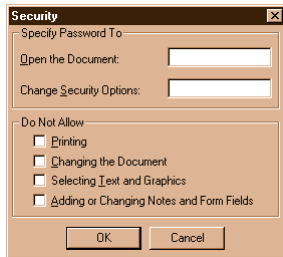 Security
Specify Password To
Open the Document:
Change Security Options:
Do Not Allow
Printing
Changing the Document
Selecting Text and Graphics
Adding or Changing Notes and Form Fields
OK Cancel